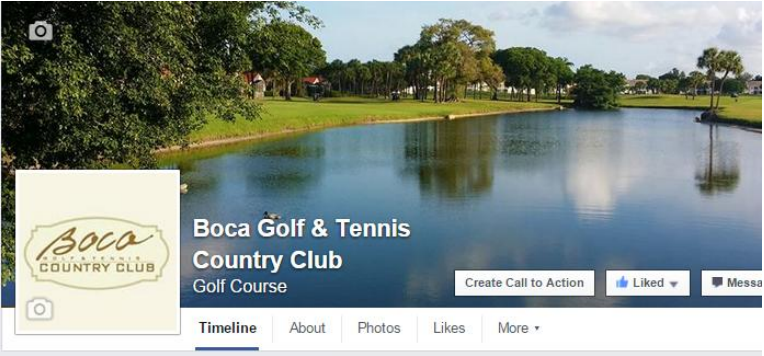 Boca
GOLF & TENNIS
COUNTRY CLUB
Boca Golf & Tennis
Country Club
Golf Course
Create Call to Action
Liked
Messa
Timeline
About
Photos
Likes
More